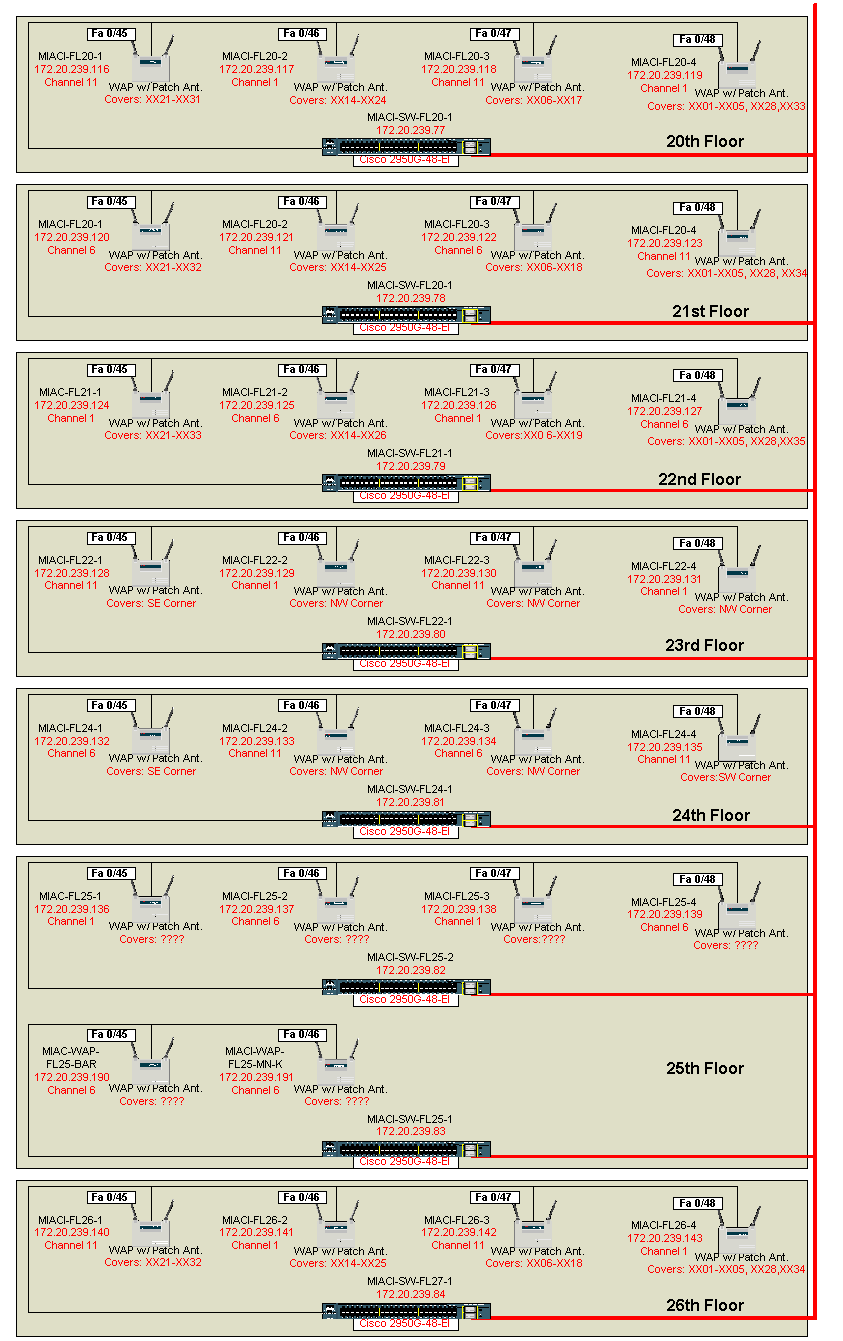 Fa 0/45
Fa 0/46
Fa 0/47
Fa 0/48
MIACI-FL20-1
172.20.239.116
Channel 11
WAP w/ Patch Ant.
Covers: XX21-XX31
MIACI-FL20-2
172.20.239.117
Channel 1
WAP w/ Patch Ant.
Covers: XX14-XX24
MIACI-FL20-3
172.20.239.118
Channel 11
WAP w/ Patch Ant.
Covers: XX06-XX17
MIACI-FL20-4
172.20.239.119
Channel 1
WAP w/ Patch Ant.
Covers: XX01-XX05, XX28,XX33
MIACI-SW-FL20-1
172.20.239.77
Cisco 2950G-48-EI
20th Floor
Fa 0/45
Fa 0/46
Fa 0/47
Fa 0/48
MIACI-FL20-1
172.20.239.120
Channel 6
WAP w/ Patch Ant.
Covers: XX21-XX32
MIACI-FL20-2
172.20.239.121
Channel 11
WAP w/ Patch Ant.
Covers: XX14-XX25
MIACI-FL20-3
172.20.239.122
Channel 6
WAP w/ Patch Ant.
Covers: XX06-XX18
MIACI-FL20-4
172.20.239.123
Channel 11
WAP w/ Patch Ant.
Covers: XX01-XX05, XX28, XX34
MIACI-SW-FL20-1
172.20.239.78
Cisco 2950G-48-EI
21st Floor
Fa 0/45
Fa 0/46
Fa 0/47
Fa 0/48
MIAC-FL21-1
172.20.239.124
Channel 1
WAP w/ Patch Ant.
Covers: XX21-XX33
MIACI-FL21-2
172.20.239.125
Channel 6
WAP w/ Patch Ant.
Covers: XX14-XX26
MIACI-FL21-3
172.20.239.126
Channel 1
WAP w/ Patch Ant.
Covers:XX0 6-XX19
MIACI-FL21-4
172.20.239.127
Channel 6
WAP w/ Patch Ant.
Covers: XX01-XX05, XX28,XX35
MIACI-SW-FL21-1
172.20.239.79
Cisco 2950G-48-EI
22nd Floor
Fa 0/45
Fa 0/46
Fa 0/47
Fa 0/48
MIACI-FL22-1
172.20.239.128
Channel 11
WAP w/ Patch Ant.
Covers: SE Corner
MIACI-FL22-2
172.20.239.129
Channel 1
WAP w/ Patch Ant.
Covers: NW Corner
MIACI-FL22-3
172.20.239.130
Channel 11
WAP w/ Patch Ant.
Covers: NW Corner
MIACI-FL22-4
172.20.239.131
Channel 1
WAP w/ Patch Ant.
Covers: NW Corner
MIACI-SW-FL22-1
172.20.239.80
Cisco 2950G-48-EI
23rd Floor
Fa 0/45
Fa 0/46
Fa 0/47
Fa 0/48
MIACI-FL24-1
172.20.239.132
Channel 6
WAP w/ Patch Ant.
Covers: SE Corner
MIACI-FL24-2
172.20.239.133
Channel 11
WAP w/ Patch Ant.
Covers: NW Corner
MIACI-FL24-3
172.20.239.134
Channel 6
WAP w/ Patch Ant.
Covers: NW Corner
MIACI-FL24-4
172.20.239.135
Channel 11
WAP w/ Patch Ant.
Covers:SW Corner
MIACI-SW-FL24-1
172.20.239.81
Cisco 2950G-48-EI
24th Floor
Fa 0/45
Fa 0/46
Fa 0/47
Fa 0/48
MIAC-FL25-1
172.20.239.136
Channel 1
WAP w/ Patch Ant.
Covers: ????
MIACI-FL25-2
172.20.239.137
Channel 6
WAP w/ Patch Ant.
Covers: ????
MIACI-FL25-3
172.20.239.138
Channel 1
WAP w/ Patch Ant.
Covers:????
MIACI-FL25-4
172.20.239.139
Channel 6
WAP w/ Patch Ant.
Covers: ????
MIACI-SW-FL25-2
172.20.239.82
Cisco 2950G-48-EI
Fa 0/45
Fa 0/46
MIAC-WAP-
FL25-BAR
172.20.239.190
Channel 6
WAP w/ Patch Ant.
Covers: ????
MIACI-WAP-
FL25-MN-K
172.20.239.191
Channel 6
WAP w/ Patch Ant.
Covers: ????
25th Floor
MIACI-SW-FL25-1
172.20.239.83
Cisco 2950G-48-EI
Fa 0/45
Fa 0/46
Fa 0/47
Fa 0/48
MIACI-FL26-1
172.20.239.140
Channel 11
WAP w/ Patch Ant.
Covers: XX21-XX32
MIACI-FL26-2
172.20.239.141
Channel 1
WAP w/ Patch Ant.
Covers: XX14-XX25
MIACI-FL26-3
172.20.239.142
Channel 11
WAP w/ Patch Ant.
Covers: XX06-XX18
MIACI-FL26-4
172.20.239.143
Channel 1
WAP w/ Patch Ant.
Covers: XX01-XX05, XX28,XX34
MIACI-SW-FL27-1
172.20.239.84
Cisco 2950G-48-EI
26th Floor